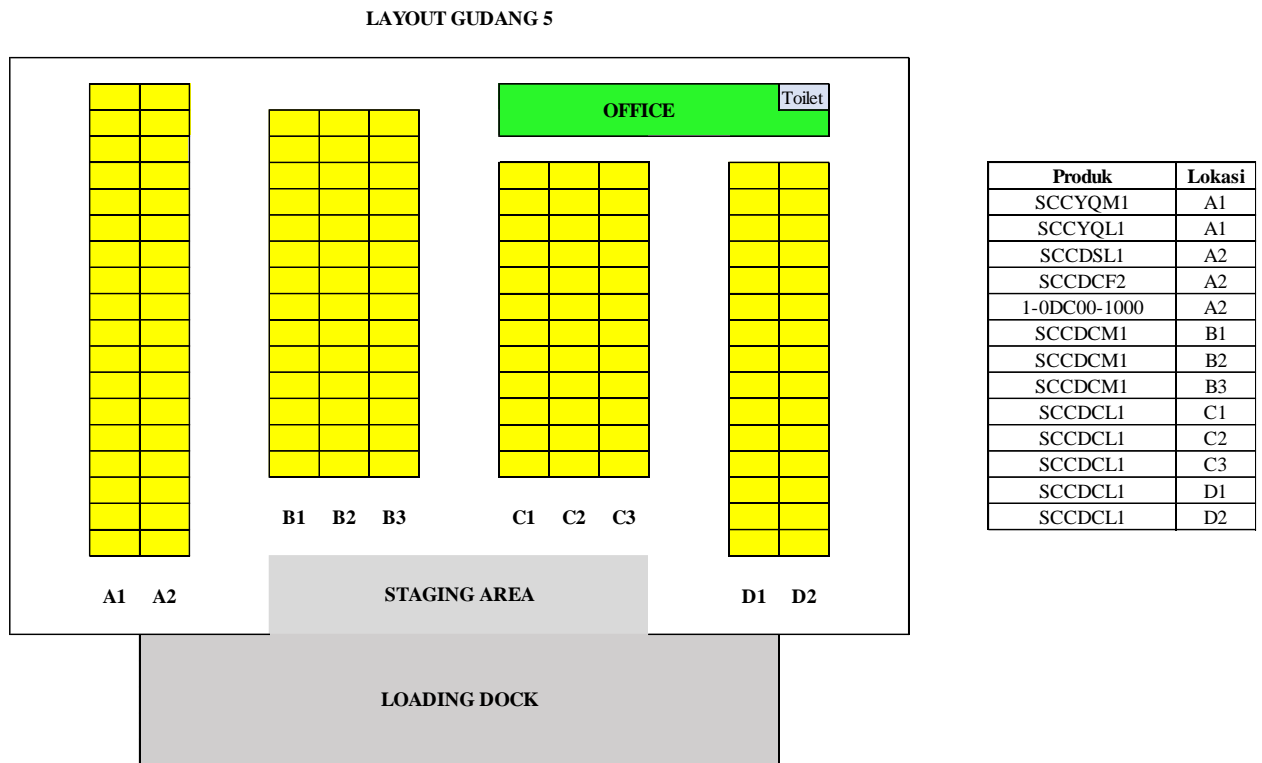 LAYOUT GUDANG 5
OFFICE
Toilet
B1 B2 B3
C1 C2 C3
A1 A2
STAGING AREA
D1 D2
LOADING DOCK
Produk Lokasi
SCCYQM1 A1
SCCYQL1 A1
SCCDSL1 A2
SCCDCF2 A2
1-0DC00-1000 A2
SCCDCM1 B1
SCCDCM1 B2
SCCDCM1 B3
SCCDCL1 C1
SCCDCL1 C2
SCCDCL1 C3
SCCDCL1 D1
SCCDCL1 D2